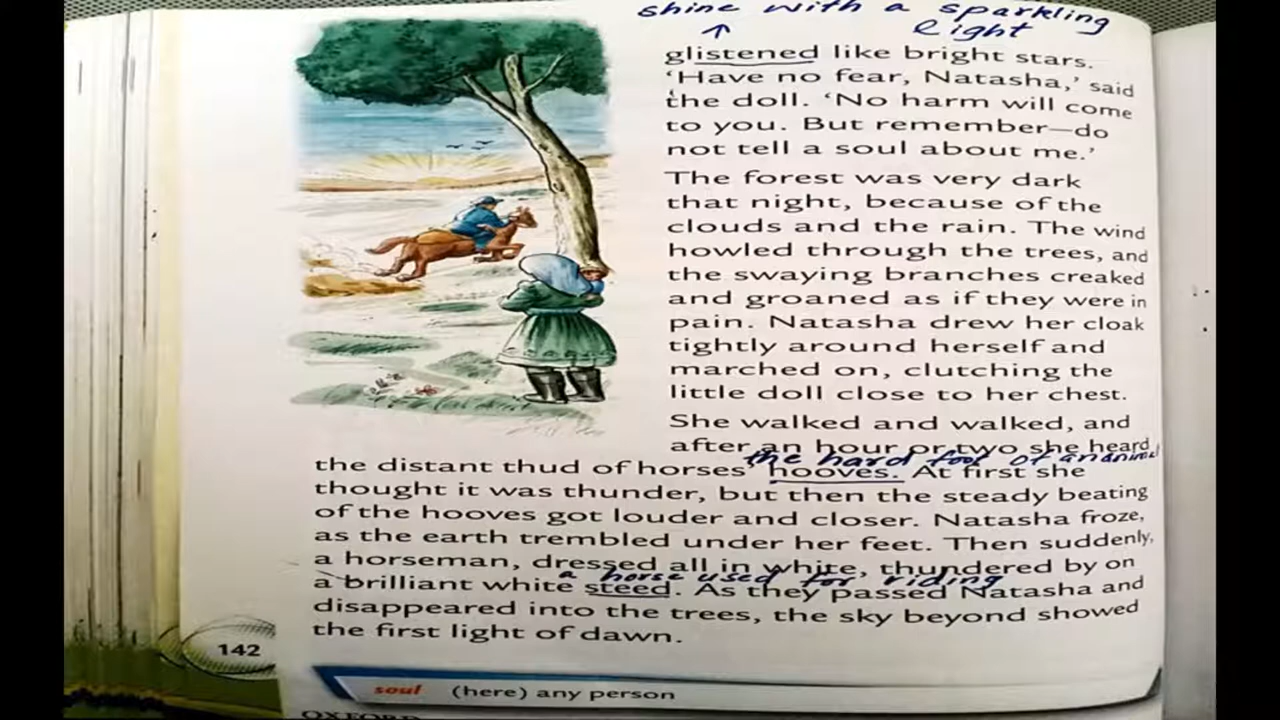 shine with a sparkling
light
↑
glistened like bright stars.
‘Have no fear, Natasha,’ said
the doll. ‘No harm will come
to you. But remember—do
not tell a soul about me.’
The forest was very dark
that night, because of the
clouds and the rain. The wind
howled through the trees, and
the swaying branches creaked
and groaned as if they were in
pain. Natasha drew her cloak
tightly around herself and
marched on, clutching the
little doll close to her chest.
She walked and walked, and
after an hour or two she heard
the hard foot of an animal
the distant thud of horses’ hooves. At first she
thought it was thunder, but then the steady beating
of the hooves got louder and closer. Natasha froze,
as the earth trembled under her feet. Then suddenly,
a horseman, dressed all in white, thundered by on
a horse used for riding
a brilliant white steed. As they passed Natasha and
disappeared into the trees, the sky beyond showed
the first light of dawn.
142
soul (here) any person
OXFORD